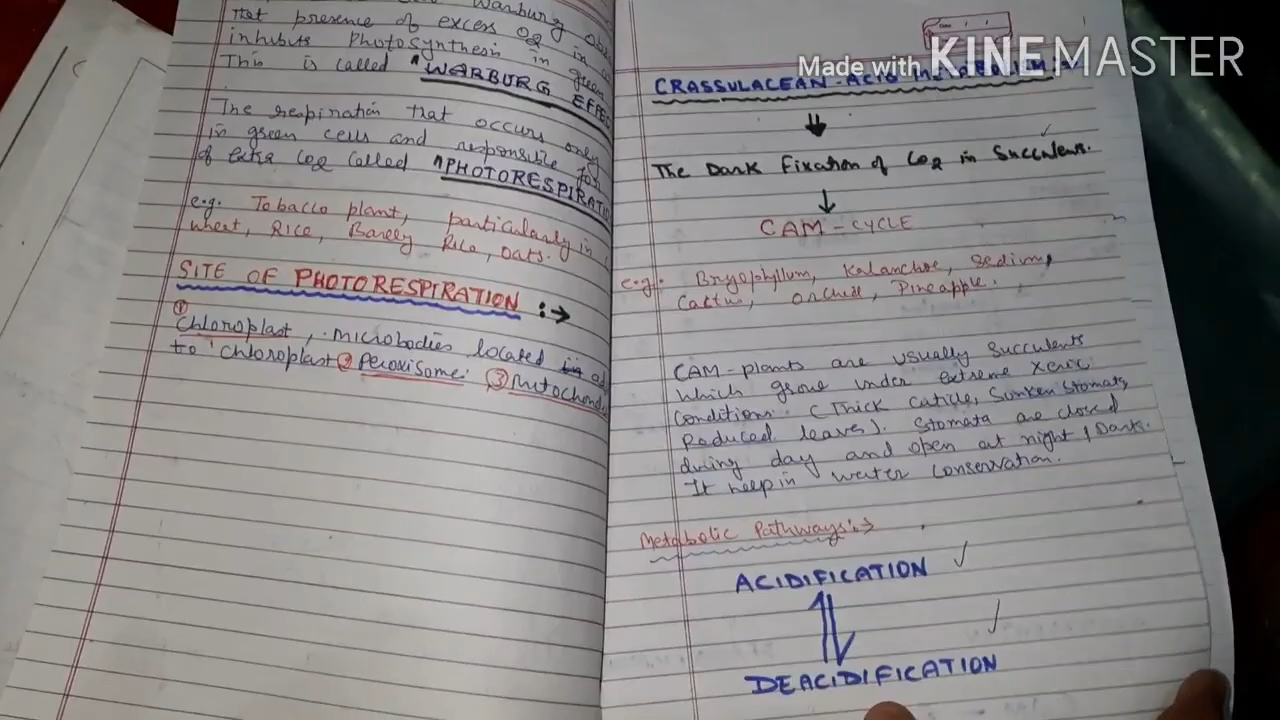 Warburg
that presence of excess O2 in
inhibits Photosynthesis in green
This is called "WARBURG EFFEC
The respiration that occurs only
in green cells and responsible for
of extra CO2 called "PHOTORESPIRATI
e.g. Tobacco plant, particularly in
wheat, Rice, Barely Rice, Oats.
SITE OF PHOTORESPIRATION :→
① Chloroplast, microbodies located
to chloroplast ② Peroxisome. ③ Mitochond
Made with KINEMASTER
CRASSULACEAN-ACID
The Dark Fixation of CO2 in Succulens.
CAM-CYCLE
e.g. Bryophyllum, Kalanchoe, Sedium,
Cactus, Orchid, Pineapple.
CAM-plants are usually Succulents
Which grow under extreme xeric
Conditions. (Thick cuticle, Sunken Stomata,
Reduced leaves). Stomata are closed
during day and open at night / Dark.
It help in water Conservation.
Metabolic Pathways:→
ACIDIFICATION
DEACIDIFICATION